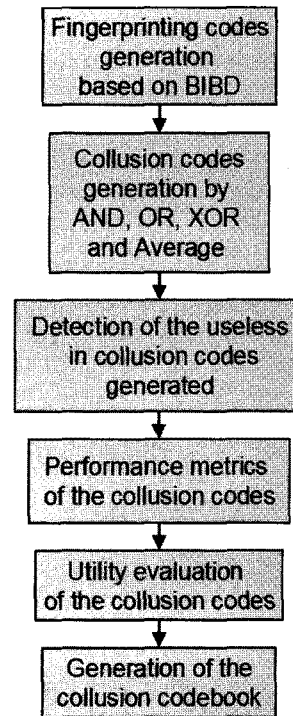 Fingerprinting codes
generation
based on BIBD
Collusion codes
generation by
AND, OR, XOR
and Average
Detection of the useless
in collusion codes
generated
Performance metrics
of the collusion codes
Utility evaluation
of the collusion codes
Generation of the
collusion codebook